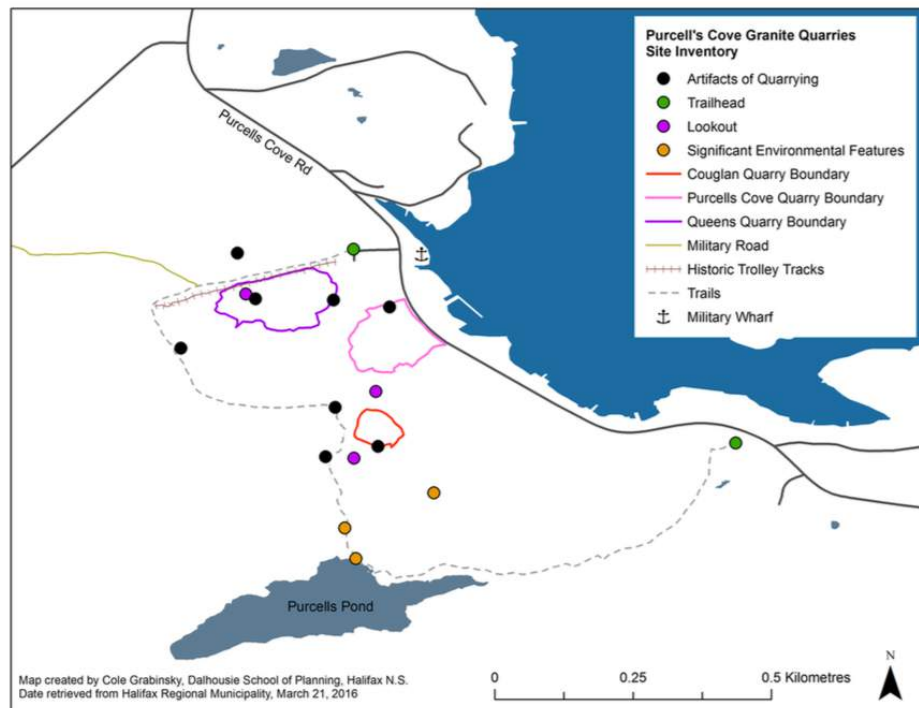 Purcell's Cove Granite Quarries
Site Inventory
Artifacts of Quarrying
Trailhead
Lookout
Significant Environmental Features
Couglan Quarry Boundary
Purcells Cove Quarry Boundary
Queens Quarry Boundary
Military Road
Historic Trolley Tracks
Trails
Military Wharf
Purcells Cove Rd
Purcells Pond
Map created by Cole Grabinsky, Dalhousie School of Planning, Halifax N.S.
Date retrieved from Halifax Regional Municipality, March 21, 2016
0 0.25 0.5 Kilometres
N